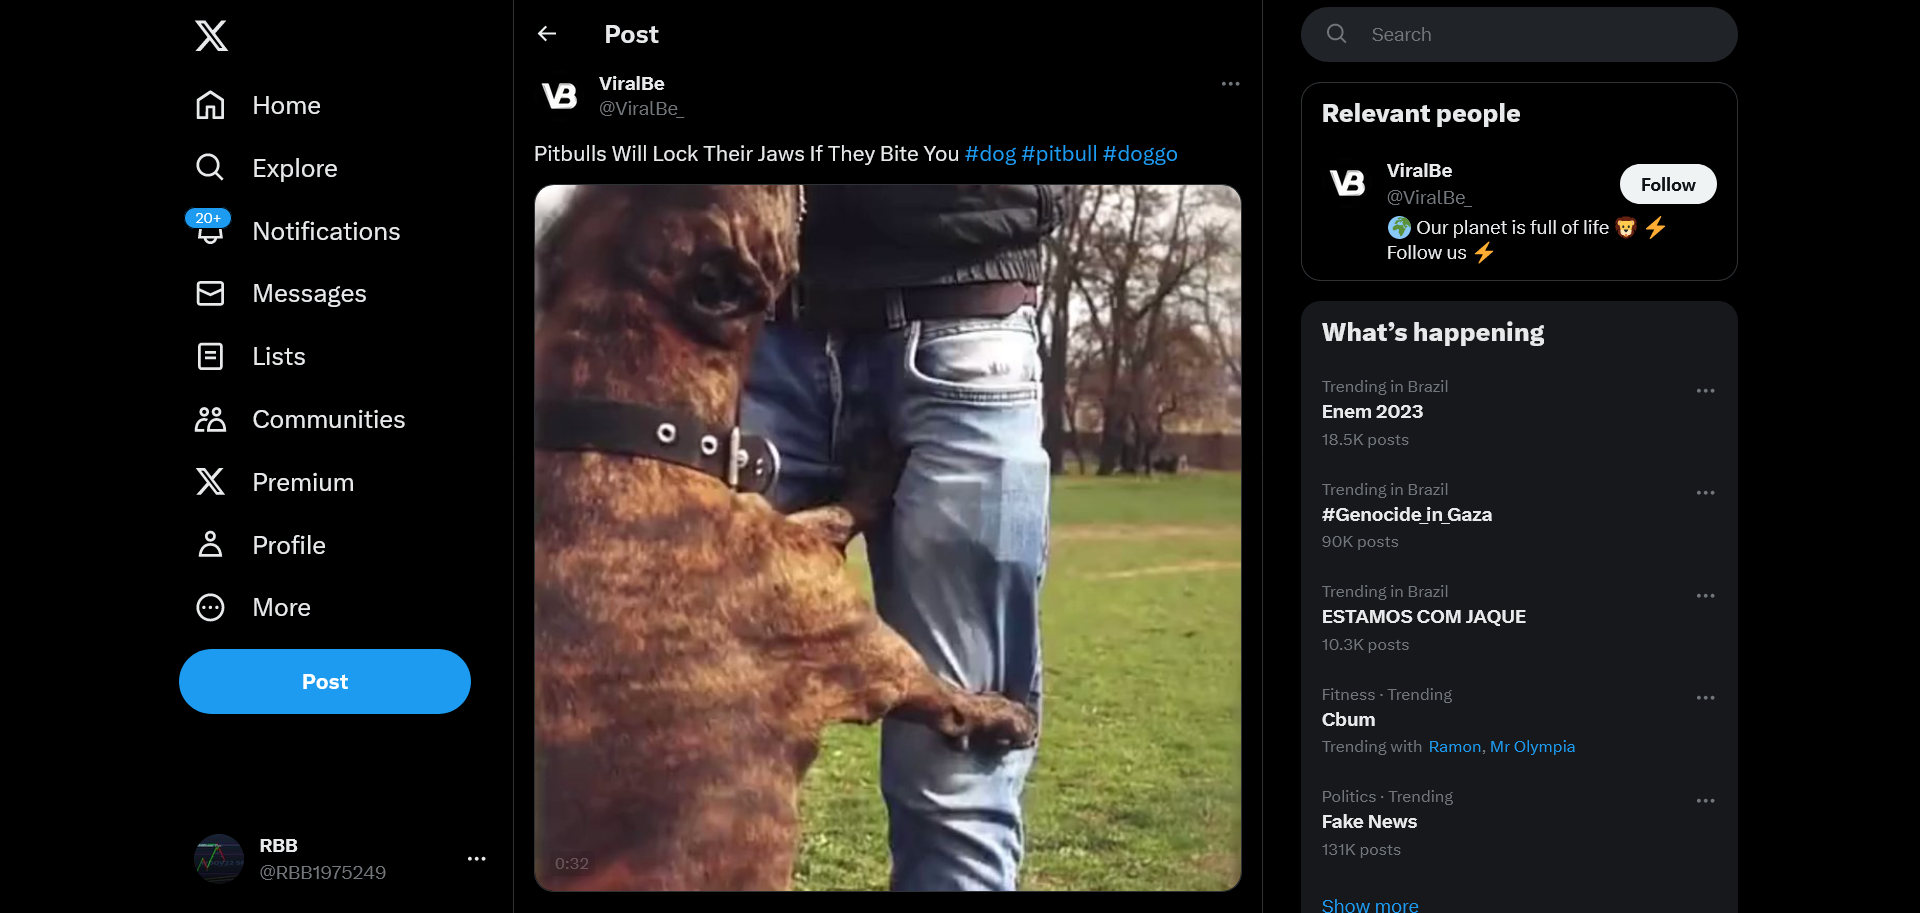 Home
Explore
20+
Notifications
Messages
Lists
Communities
Premium
Profile
More
Post
RBB
@RBB1975249
Post
VB
ViralBe
@ViralBe_
Pitbulls Will Lock Their Jaws If They Bite You #dog #pitbull #doggo
0:32
Search
Relevant people
VB
ViralBe
@ViralBe_
Follow
🌍 Our planet is full of life 🦁 ⚡
Follow us ⚡
What’s happening
Trending in Brazil
Enem 2023
18.5K posts
Trending in Brazil
#Genocide_in_Gaza
90K posts
Trending in Brazil
ESTAMOS COM JAQUE
10.3K posts
Fitness · Trending
Cbum
Trending with Ramon, Mr Olympia
Politics · Trending
Fake News
131K posts
Show more